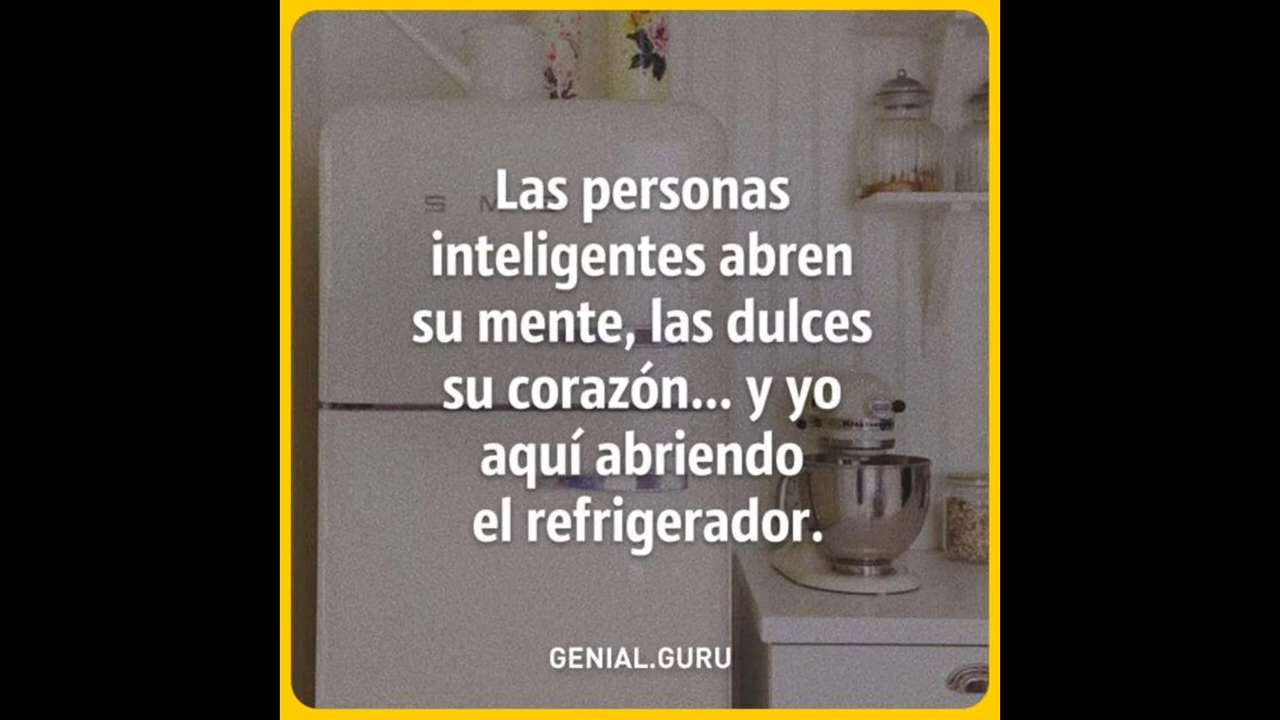 Las personas
inteligentes abren
su mente, las dulces
su corazón... y yo
aquí abriendo
el refrigerador.
GENIAL.GURU